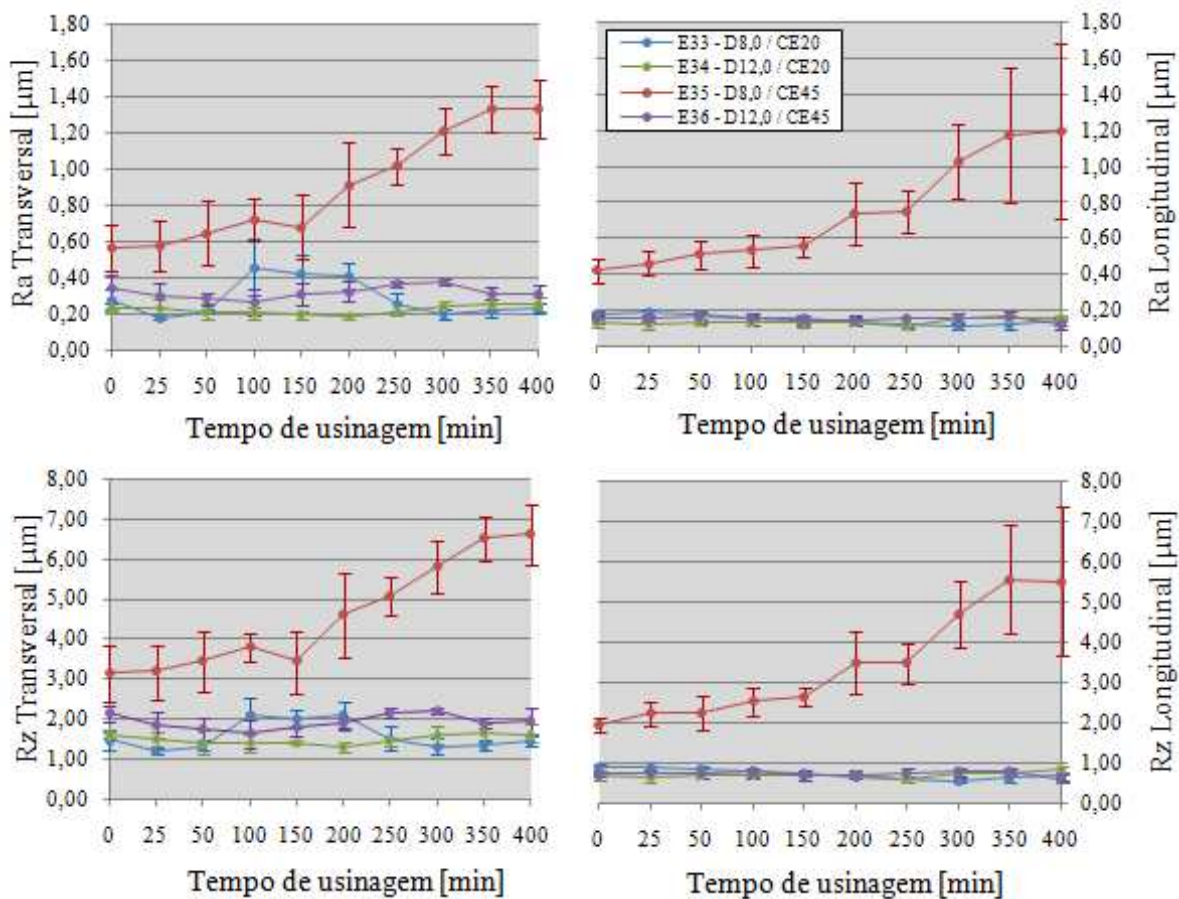 Ra Transversal [µm]
1,80
1,60
1,40
1,20
1,00
0,80
0,60
0,40
0,20
0,00
0 25 50 100 150 200 250 300 350 400
Tempo de usinagem [min]
E33 - D8,0 / CE20
E34 - D12,0 / CE20
E35 - D8,0 / CE45
E36 - D12,0 / CE45
1,80
1,60
1,40
1,20
1,00
0,80
0,60
0,40
0,20
0,00
Ra Longitudinal [µm]
0 25 50 100 150 200 250 300 350 400
Tempo de usinagem [min]
Rz Transversal [µm]
8,00
7,00
6,00
5,00
4,00
3,00
2,00
1,00
0,00
0 25 50 100 150 200 250 300 350 400
Tempo de usinagem [min]
8,00
7,00
6,00
5,00
4,00
3,00
2,00
1,00
0,00
Rz Longitudinal [µm]
0 25 50 100 150 200 250 300 350 400
Tempo de usinagem [min]